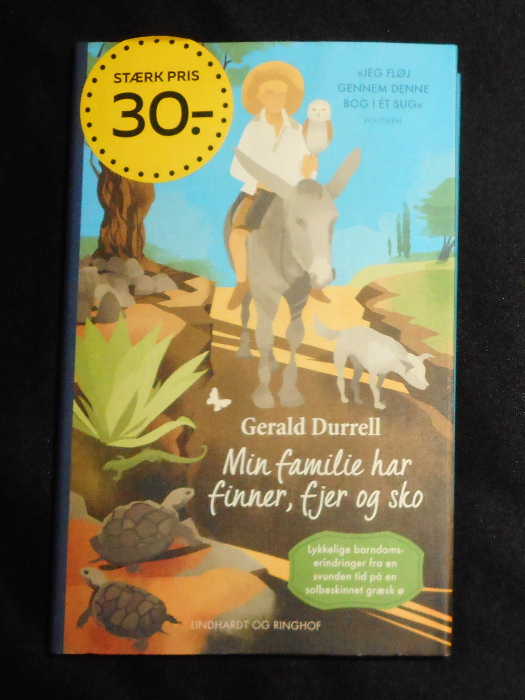 STÆRK PRIS
30.-
»JEG FLØJ
GENNEM DENNE
BOG I ÉT SUG«
POLITIKEN
Gerald Durrell
Min familie har
finner, fjer og sko
Lykkelige barndoms-
erindringer fra en
svunden tid på en
solbeskinnet græsk ø
LINDHARDT OG RINGHOF